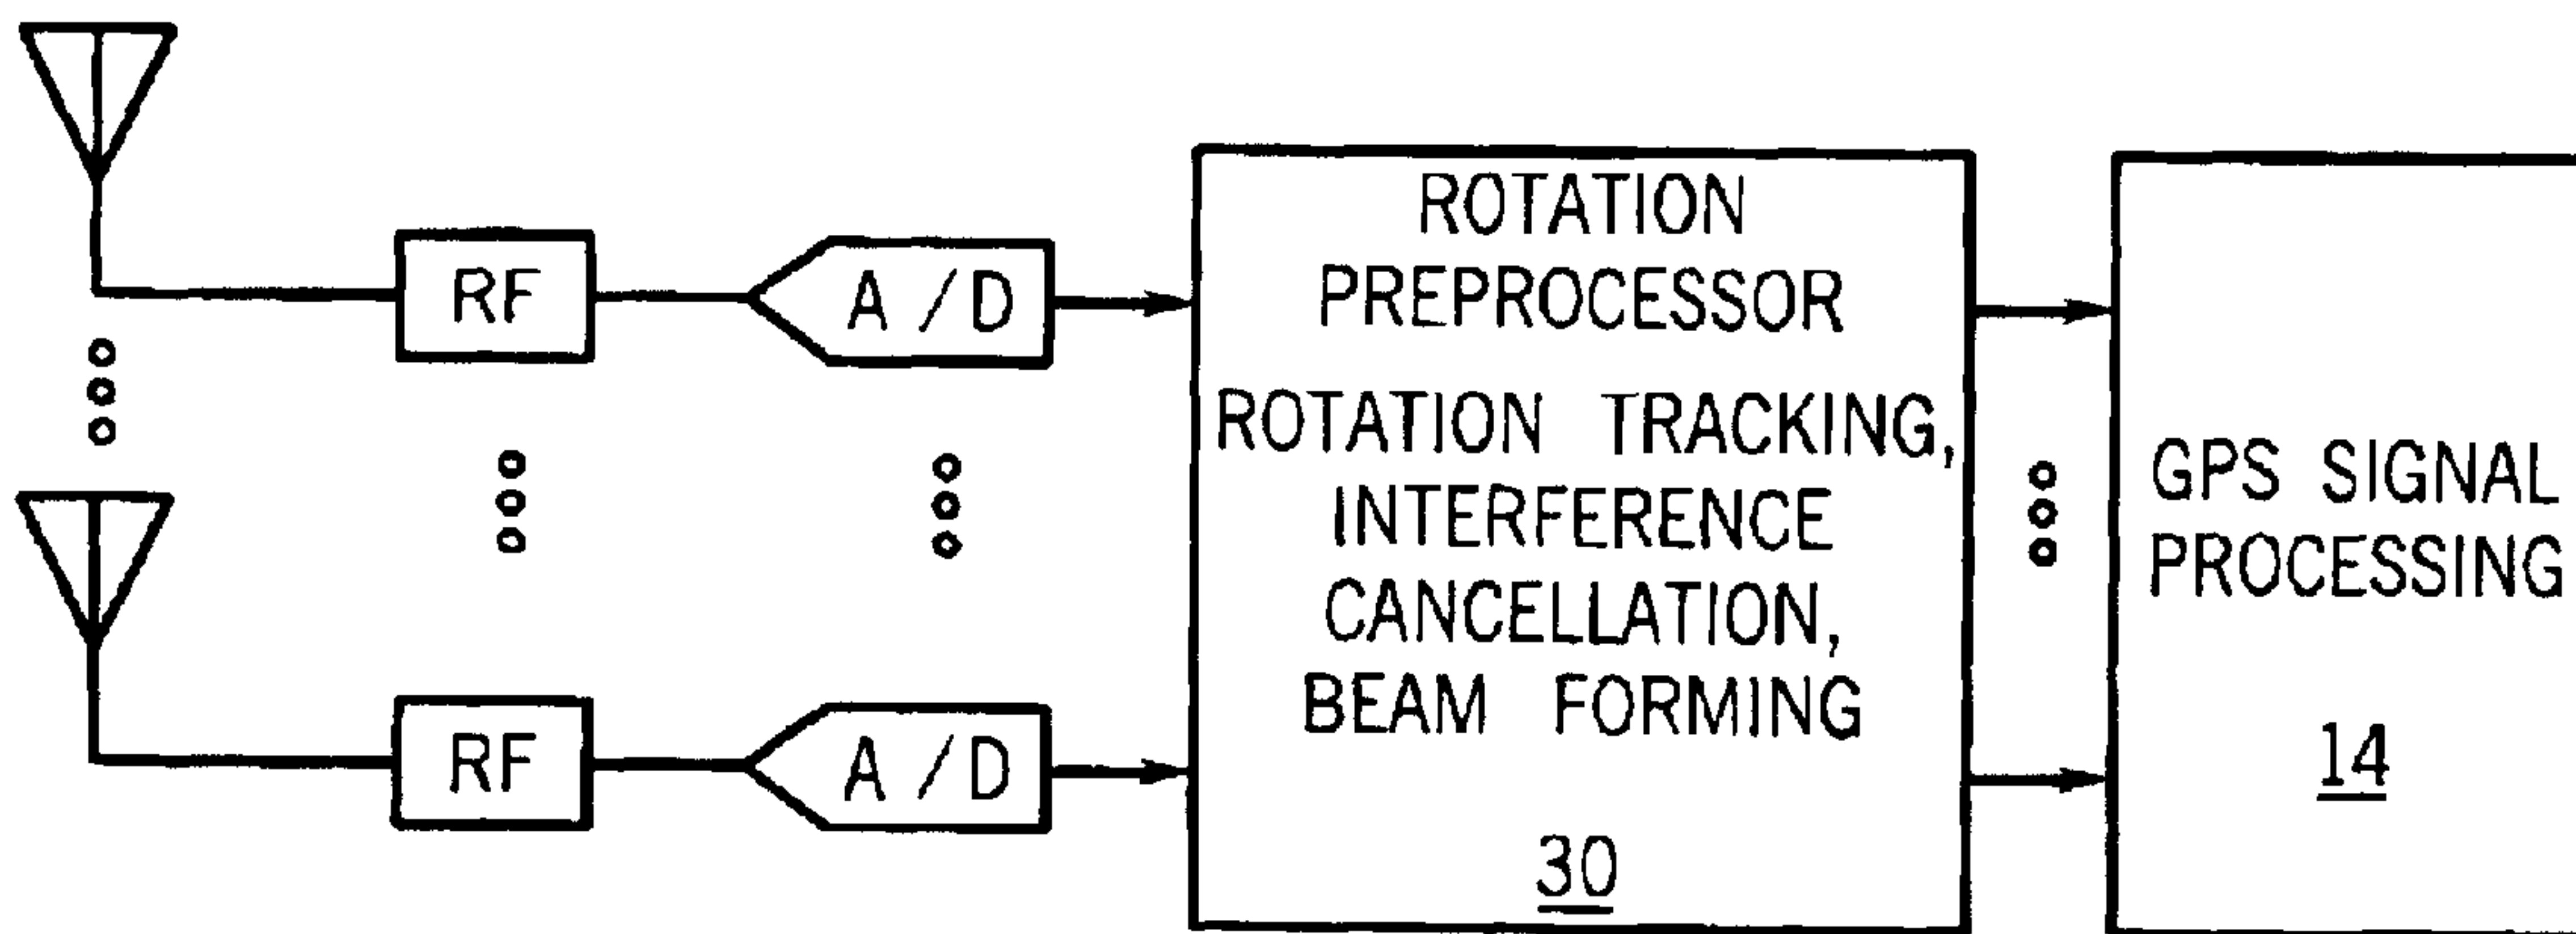 RF
A/D
RF
A/D
ROTATION
PREPROCESSOR
ROTATION TRACKING,
INTERFERENCE
CANCELLATION,
BEAM FORMING
30
GPS SIGNAL
PROCESSING
14